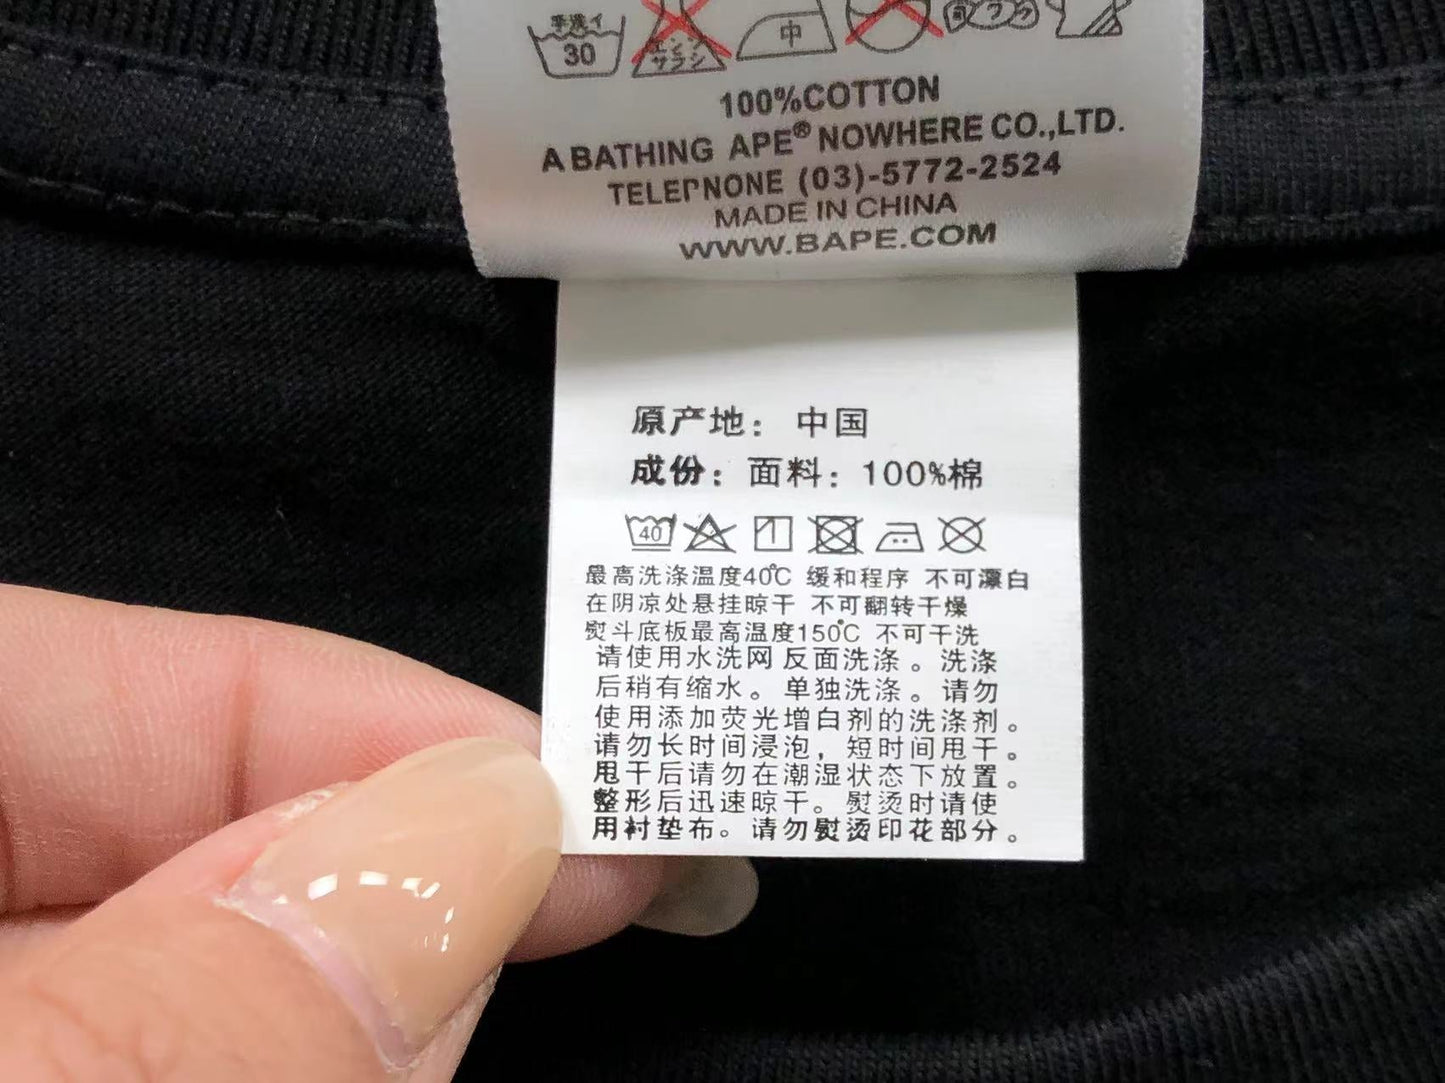 手洗イ
30
エンソ
サラシ
中
100%COTTON
A BATHING APE® NOWHERE CO.,LTD.
TELEPNONE (03)-5772-2524
MADE IN CHINA
WWW.BAPE.COM
原产地：中国
成份：面料：100%棉
40
最高洗涤温度40℃ 缓和程序 不可漂白
在阴凉处悬挂晾干 不可翻转干燥
熨斗底板最高温度150℃ 不可干洗
请使用水洗网 反面洗涤。洗涤
后稍有缩水。单独洗涤。请勿
使用添加荧光增白剂的洗涤剂。
请勿长时间浸泡，短时间甩干。
甩干后请勿在潮湿状态下放置。
整形后迅速晾干。熨烫时请使
用衬垫布。请勿熨烫印花部分。